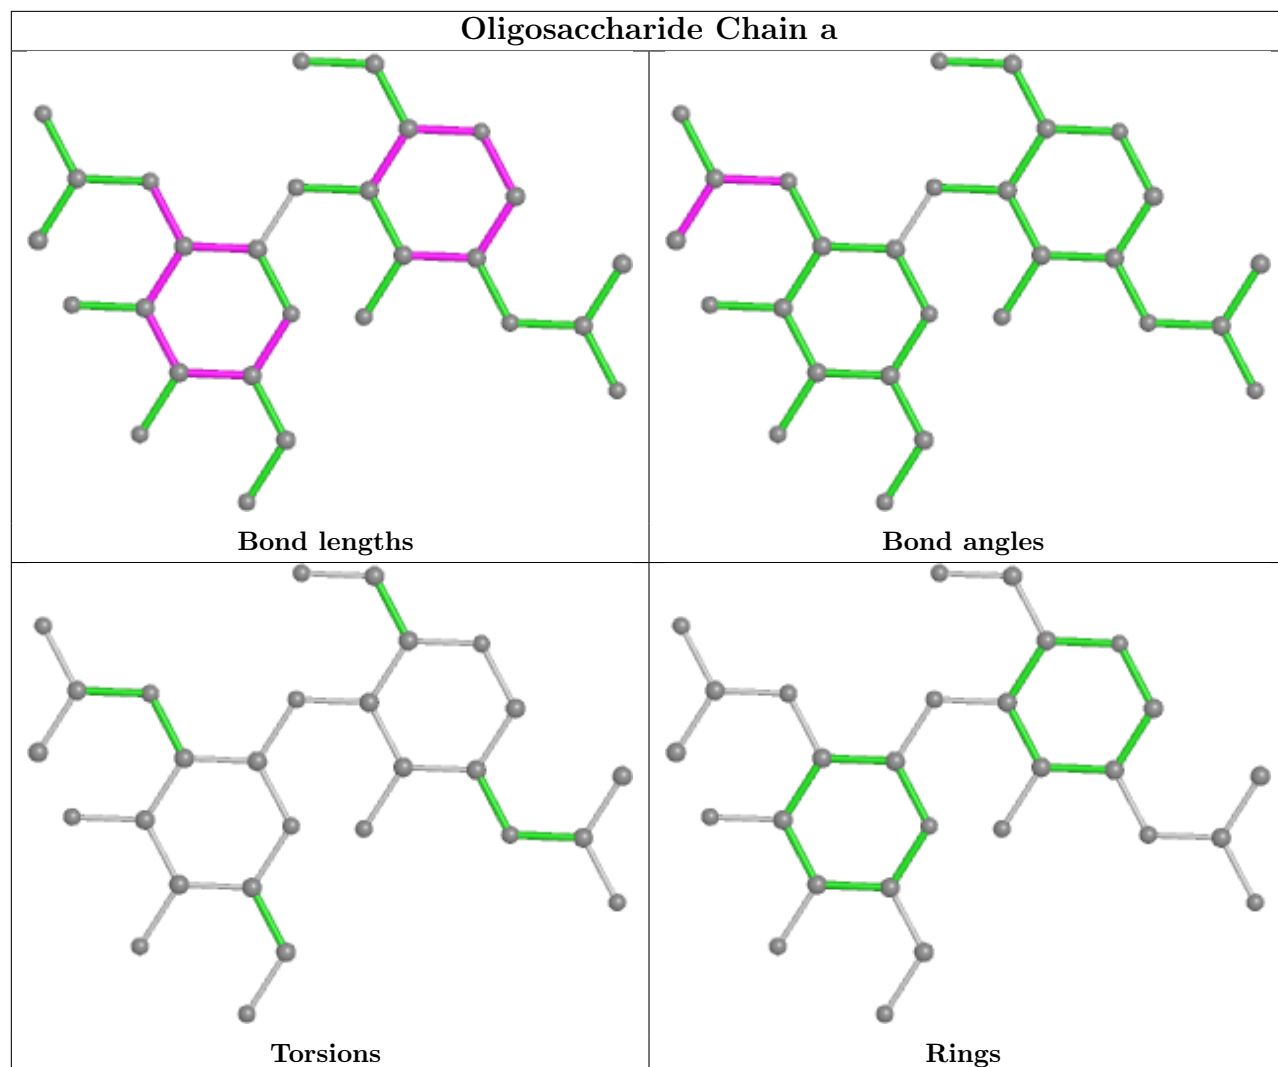 Oligosaccharide Chain a
Bond lengths
Bond angles
Torsions
Rings